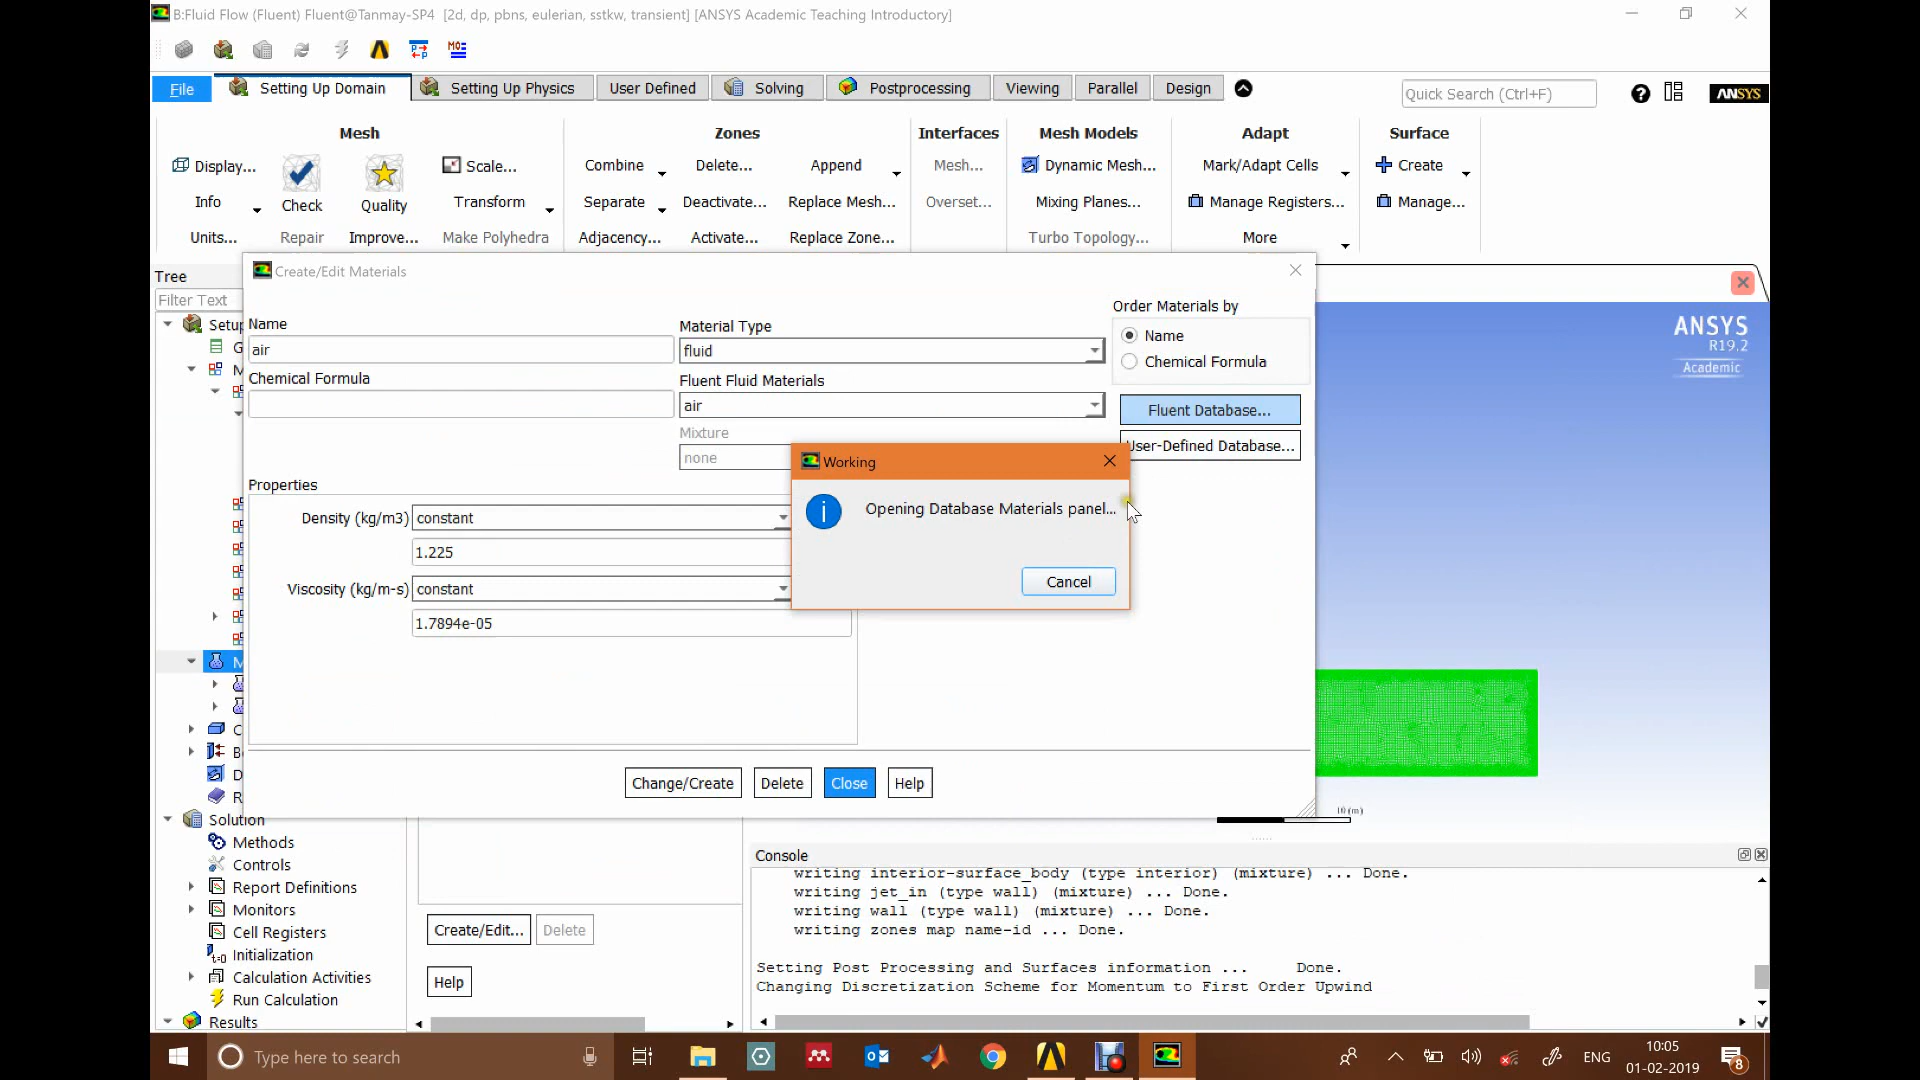 B:Fluid Flow (Fluent) Fluent@Tanmay-SP4 [2d, dp, pbns, eulerian, sstkw, transient] [ANSYS Academic Teaching Introductory]
File
Setting Up Domain
Setting Up Physics
User Defined
Solving
Postprocessing
Viewing
Parallel
Design
Quick Search (Ctrl+F)
ANSYS
Mesh
Zones
Interfaces
Mesh Models
Adapt
Surface
Display...
Scale...
Combine
Delete...
Append
Mesh...
Dynamic Mesh...
Mark/Adapt Cells
Create
Info
Check
Quality
Transform
Separate
Deactivate...
Replace Mesh...
Overset...
Mixing Planes...
Manage Registers...
Manage...
Units...
Repair
Improve...
Make Polyhedra
Adjacency...
Activate...
Replace Zone...
Turbo Topology...
More
Tree
Filter Text
Setup
G
M
M
C
B
D
R
Solution
Methods
Controls
Report Definitions
Monitors
Cell Registers
Initialization
Calculation Activities
Run Calculation
Results
Create/Edit Materials
Name
air
Chemical Formula
Material Type
fluid
Fluent Fluid Materials
air
Mixture
none
Order Materials by
Name
Chemical Formula
Fluent Database...
User-Defined Database...
Properties
Density (kg/m3)
constant
1.225
Viscosity (kg/m-s)
constant
1.7894e-05
Change/Create
Delete
Close
Help
Working
Opening Database Materials panel...
Cancel
ANSYS
R19.2
Academic
10 (m)
Create/Edit...
Delete
Help
Console
writing interior-surface_body (type interior) (mixture) ... Done.
writing jet_in (type wall) (mixture) ... Done.
writing wall (type wall) (mixture) ... Done.
writing zones map name-id ... Done.
Setting Post Processing and Surfaces information ... Done.
Changing Discretization Scheme for Momentum to First Order Upwind
Type here to search
ENG
10:05
01-02-2019
8